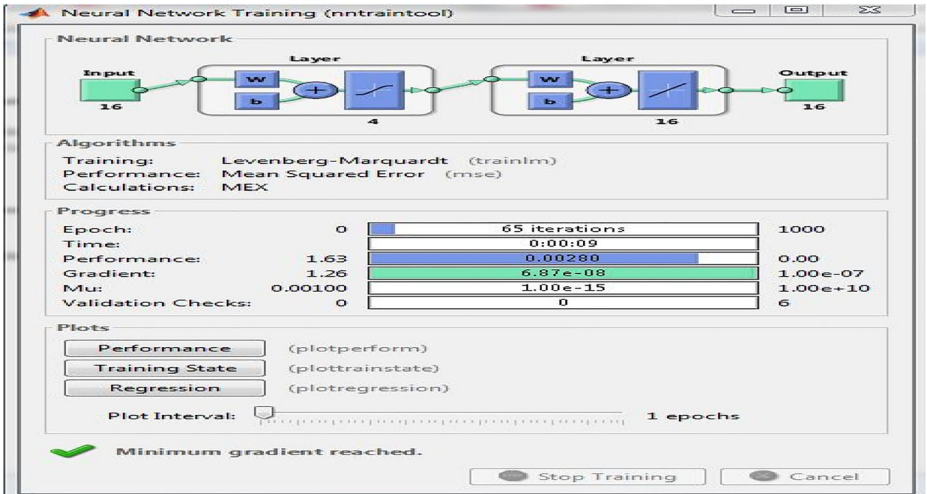 Neural Network Training (nntraintool)
Neural Network
Layer Layer
Input Output
W W
b b
16 4 16 16
Algorithms
Training: Levenberg-Marquardt (trainlm)
Performance: Mean Squared Error (mse)
Calculations: MEX
Progress
Epoch: 0 65 iterations 1000
Time: 0:00:09
Performance: 1.63 0.00280 0.00
Gradient: 1.26 6.87e-08 1.00e-07
Mu: 0.00100 1.00e-15 1.00e+10
Validation Checks: 0 0 6
Plots
Performance (plotperform)
Training State (plottrainstate)
Regression (plotregression)
Plot Interval: 1 epochs
Minimum gradient reached.
Stop Training Cancel